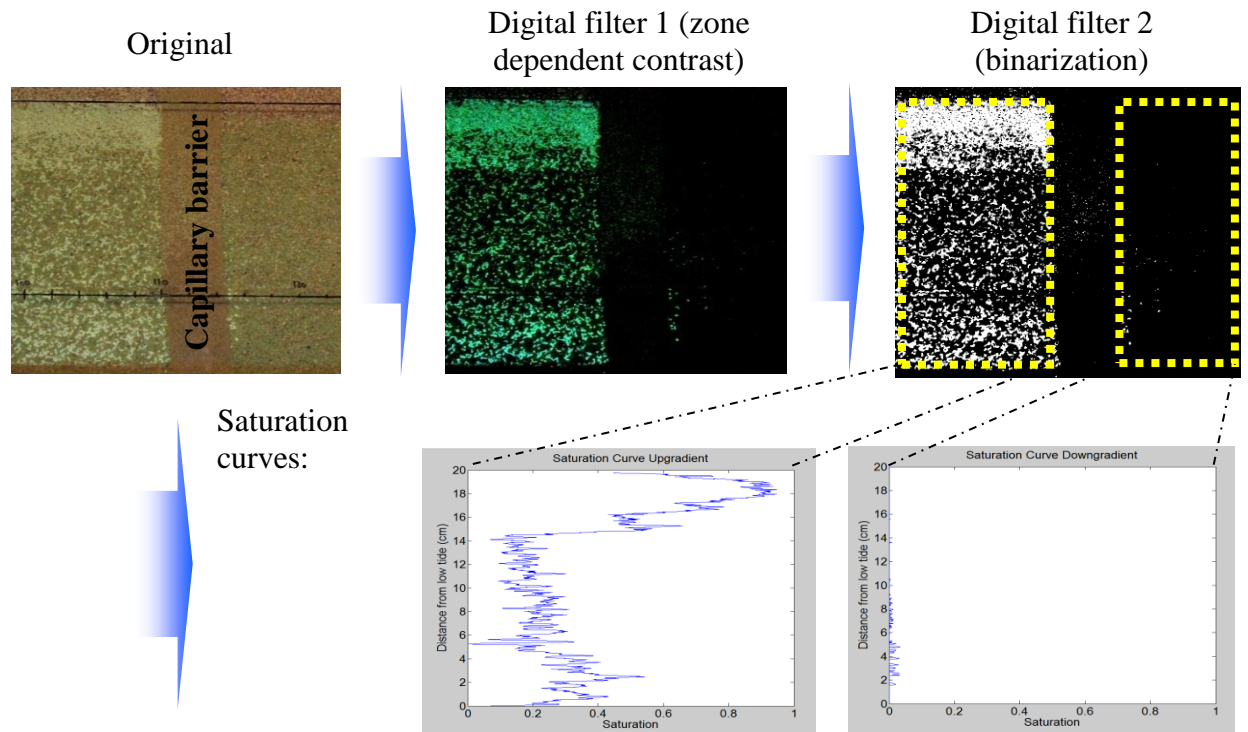 Original
Digital filter 1 (zone
dependent contrast)
Digital filter 2
(binarization)
Capillary barrier
110
Saturation
curves:
Saturation Curve Upgradient
Distance from low tide (cm)
20
18
16
14
12
10
8
6
4
2
0
0 0.2 0.4 0.6 0.8 1
Saturation
Saturation Curve Downgradient
Distance from low tide (cm)
20
18
16
14
12
10
8
6
4
2
0
0 0.2 0.4 0.6 0.8 1
Saturation